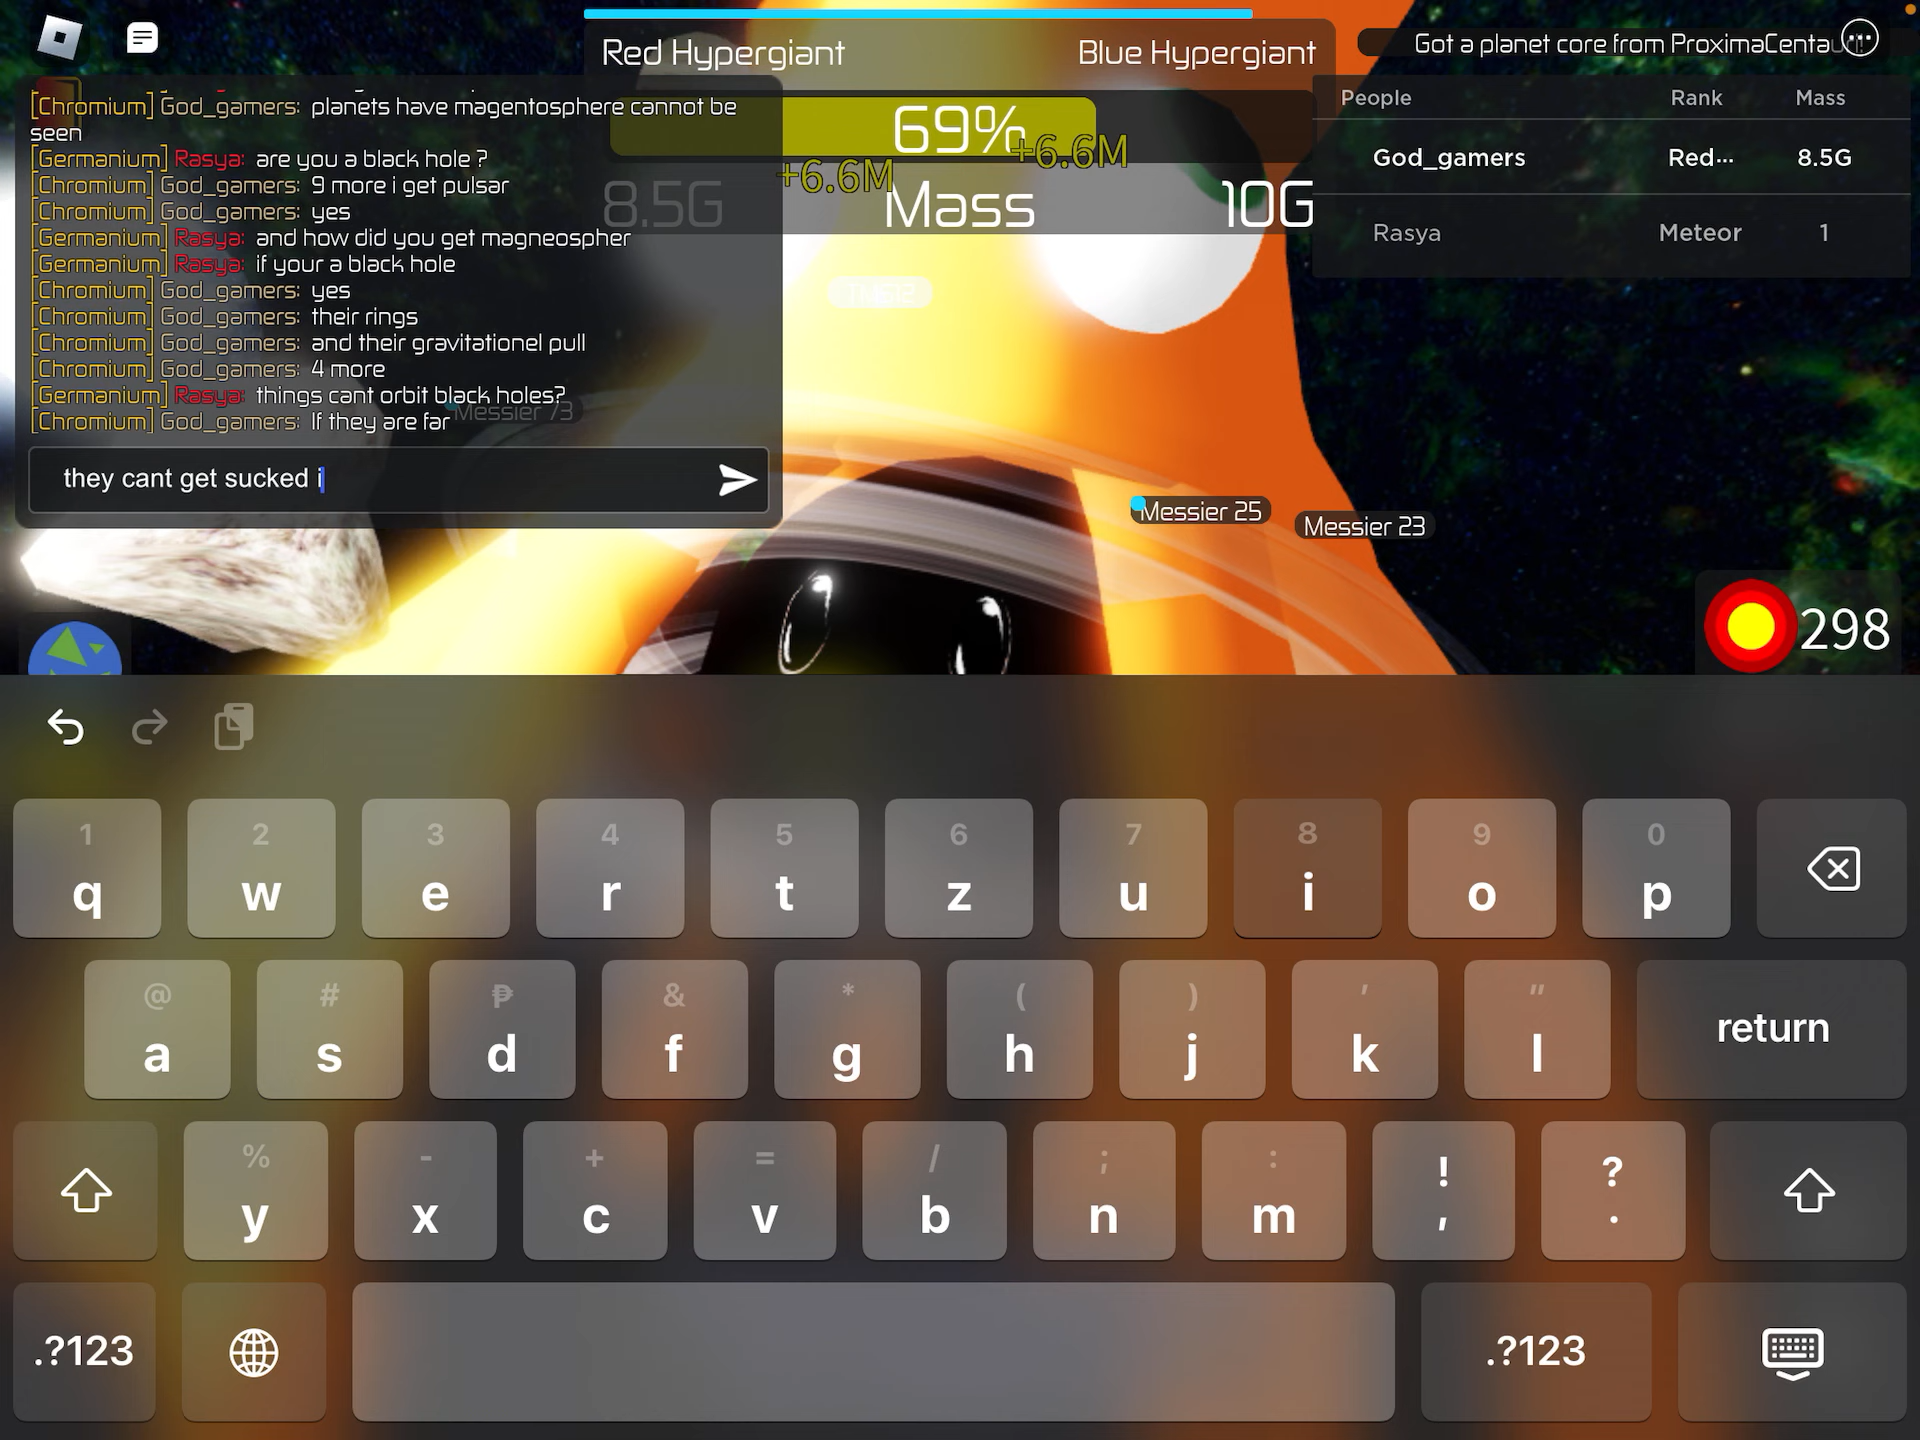 Red Hypergiant
Blue Hypergiant
Got a planet core from ProximaCentauri!
[Chromium] God_gamers: planets have magentosphere cannot be
seen
[Germanium] Rasya: are you a black hole ?
[Chromium] God_gamers: 9 more i get pulsar
[Chromium] God_gamers: yes
[Germanium] Rasya: and how did you get magneospher
[Germanium] Rasya: if your a black hole
[Chromium] God_gamers: yes
[Chromium] God_gamers: their rings
[Chromium] God_gamers: and their gravitationel pull
[Chromium] God_gamers: 4 more
[Germanium] Rasya: things cant orbit black holes?
[Chromium] God_gamers: If they are far
they cant get sucked i
69%
+6.6M
+6.6M
8.5G
Mass
10G
People Rank Mass
God_gamers Red... 8.5G
Rasya Meteor 1
Messier 73
Messier 25
Messier 23
298
1 2 3 4 5 6 7 8 9 0
q w e r t z u i o p
@ # ₱ & * ( ) ' "
a s d f g h j k l return
% - + = / ; : ! ?
y x c v b n m , .
.?123 .?123